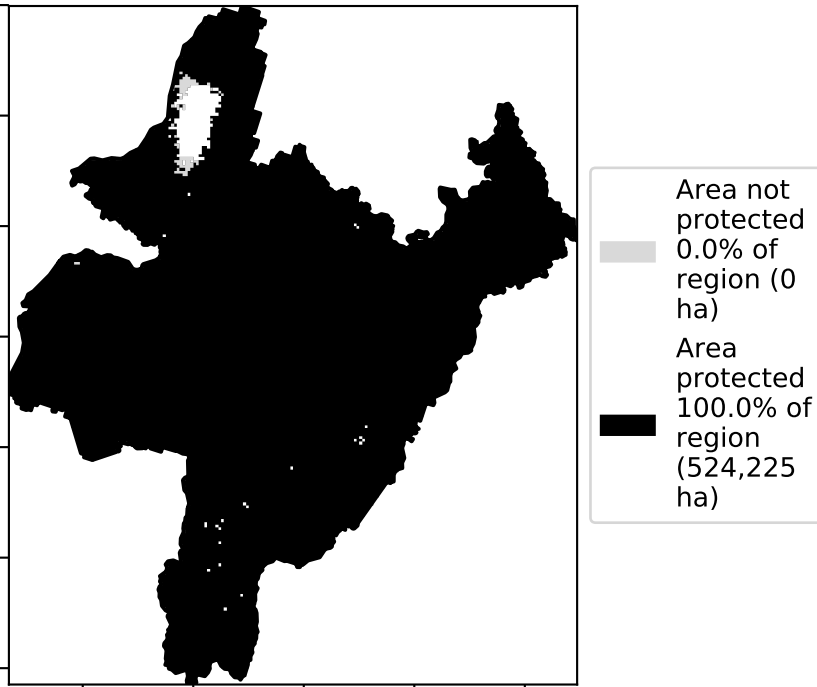 Area not
protected
0.0% of
region (0
ha)
Area
protected
100.0% of
region
(524,225
ha)